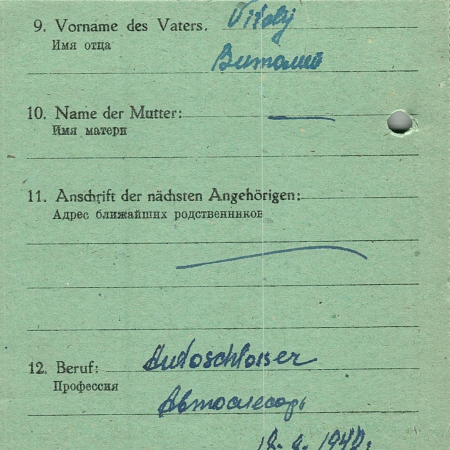 9. Vorname des Vaters. Vitalij
Имя отца
Виталий
10. Name der Mutter:
Имя матери
11. Anschrift der nächsten Angehörigen:
Адрес ближайших родственников
12. Beruf: Autoschlosser
Профессия
Автослесарь